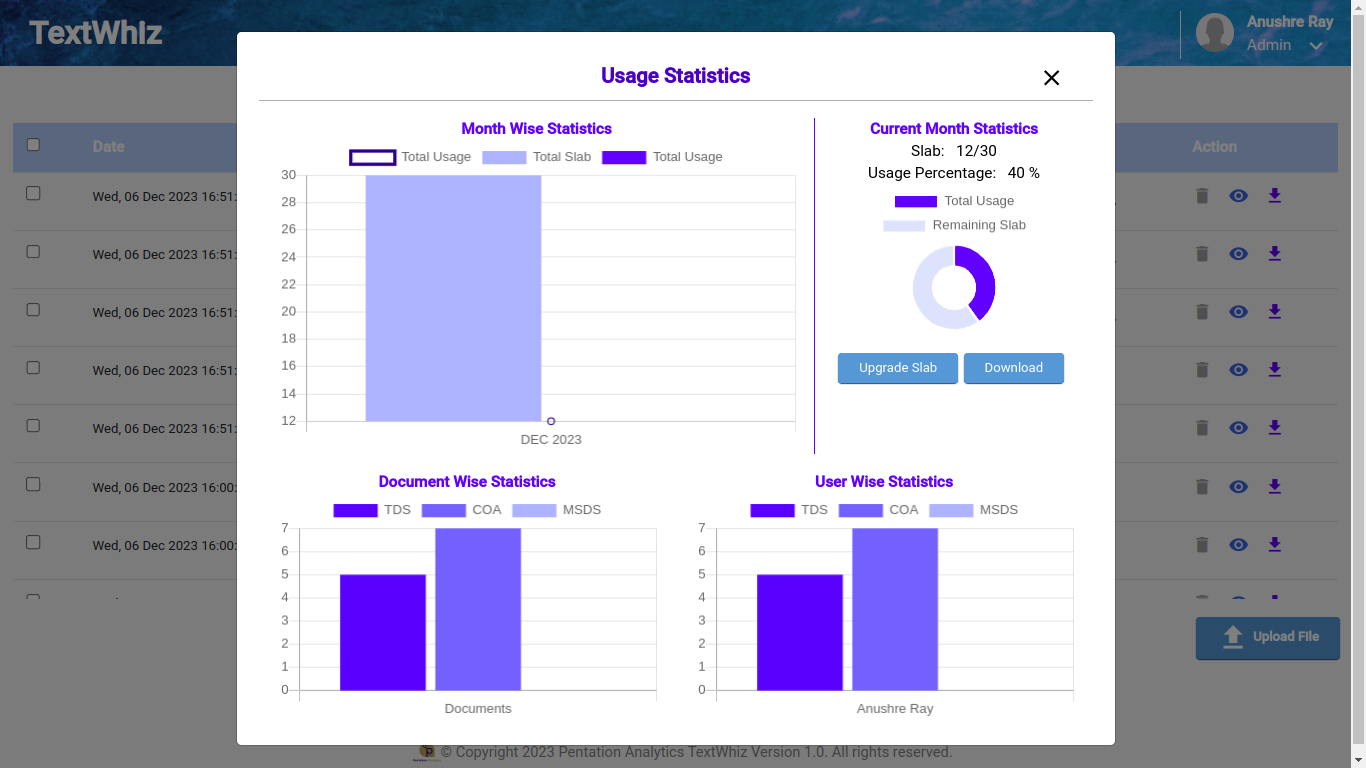 TextWhIz
Anushre Ray
Admin
Usage Statistics
Month Wise Statistics
Total Usage Total Slab Total Usage
30
28
26
24
22
20
18
16
14
12
DEC 2023
Current Month Statistics
Slab: 12/30
Usage Percentage: 40 %
Total Usage
Remaining Slab
Upgrade Slab Download
Document Wise Statistics
TDS COA MSDS
7
6
5
4
3
2
1
0
Documents
User Wise Statistics
TDS COA MSDS
7
6
5
4
3
2
1
0
Anushre Ray
Date Action
Wed, 06 Dec 2023 16:51:
Wed, 06 Dec 2023 16:51:
Wed, 06 Dec 2023 16:51:
Wed, 06 Dec 2023 16:51:
Wed, 06 Dec 2023 16:51:
Wed, 06 Dec 2023 16:00:
Wed, 06 Dec 2023 16:00:
Upload File
© Copyright 2023 Pentation Analytics TextWhiz Version 1.0. All rights reserved.